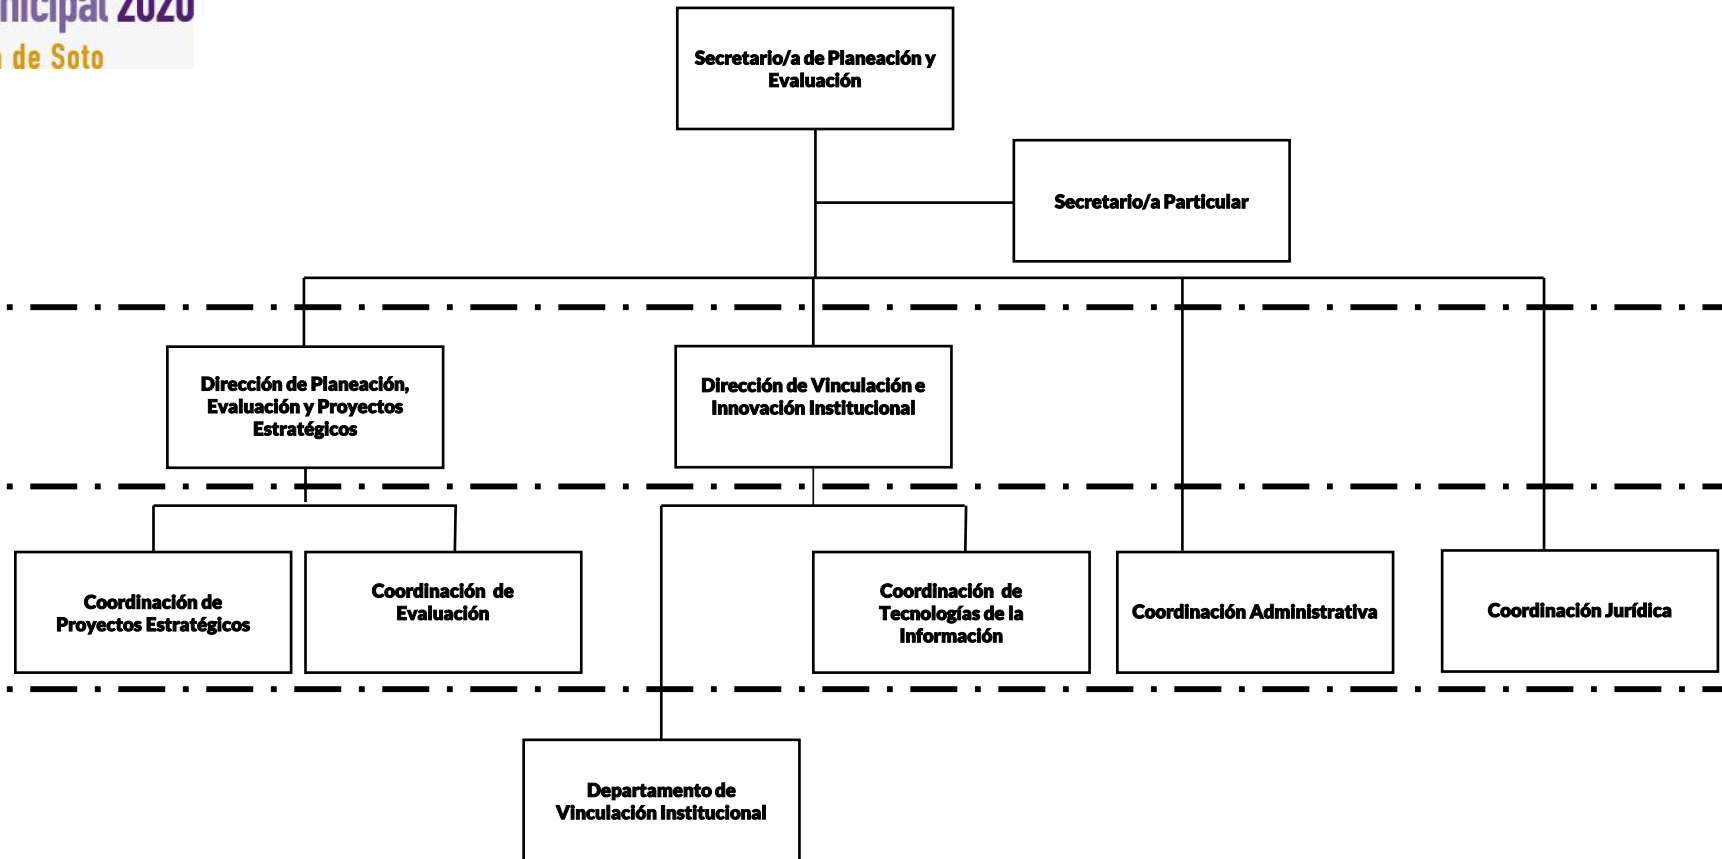 2020
de Soto
Secretario/a de Planeación y
Evaluación
Secretario/a Particular
Dirección de Planeación,
Evaluación y Proyectos
Estratégicos
Dirección de Vinculación e
Innovación Institucional
Coordinación de
Proyectos Estratégicos
Coordinación  de
Evaluación
Coordinación  de
Tecnologías de la
Información
Coordinación Administrativa
Coordinación Jurídica
Departamento de
Vinculación Institucional